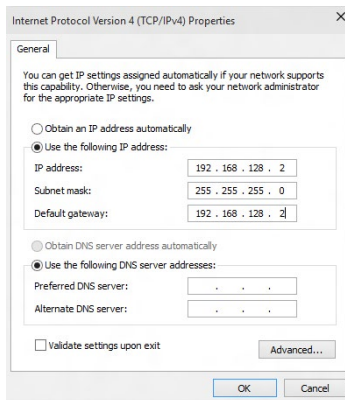 Internet Protocol Version 4 (TCP/IPv4) Properties
General
You can get IP settings assigned automatically if your network supports
this capability. Otherwise, you need to ask your network administrator
for the appropriate IP settings.
Obtain an IP address automatically
Use the following IP address:
IP address: 192 . 168 . 128 . 2
Subnet mask: 255 . 255 . 255 . 0
Default gateway: 192 . 168 . 128 . 2
Obtain DNS server address automatically
Use the following DNS server addresses:
Preferred DNS server: . . .
Alternate DNS server: . . .
Validate settings upon exit
Advanced...
OK Cancel